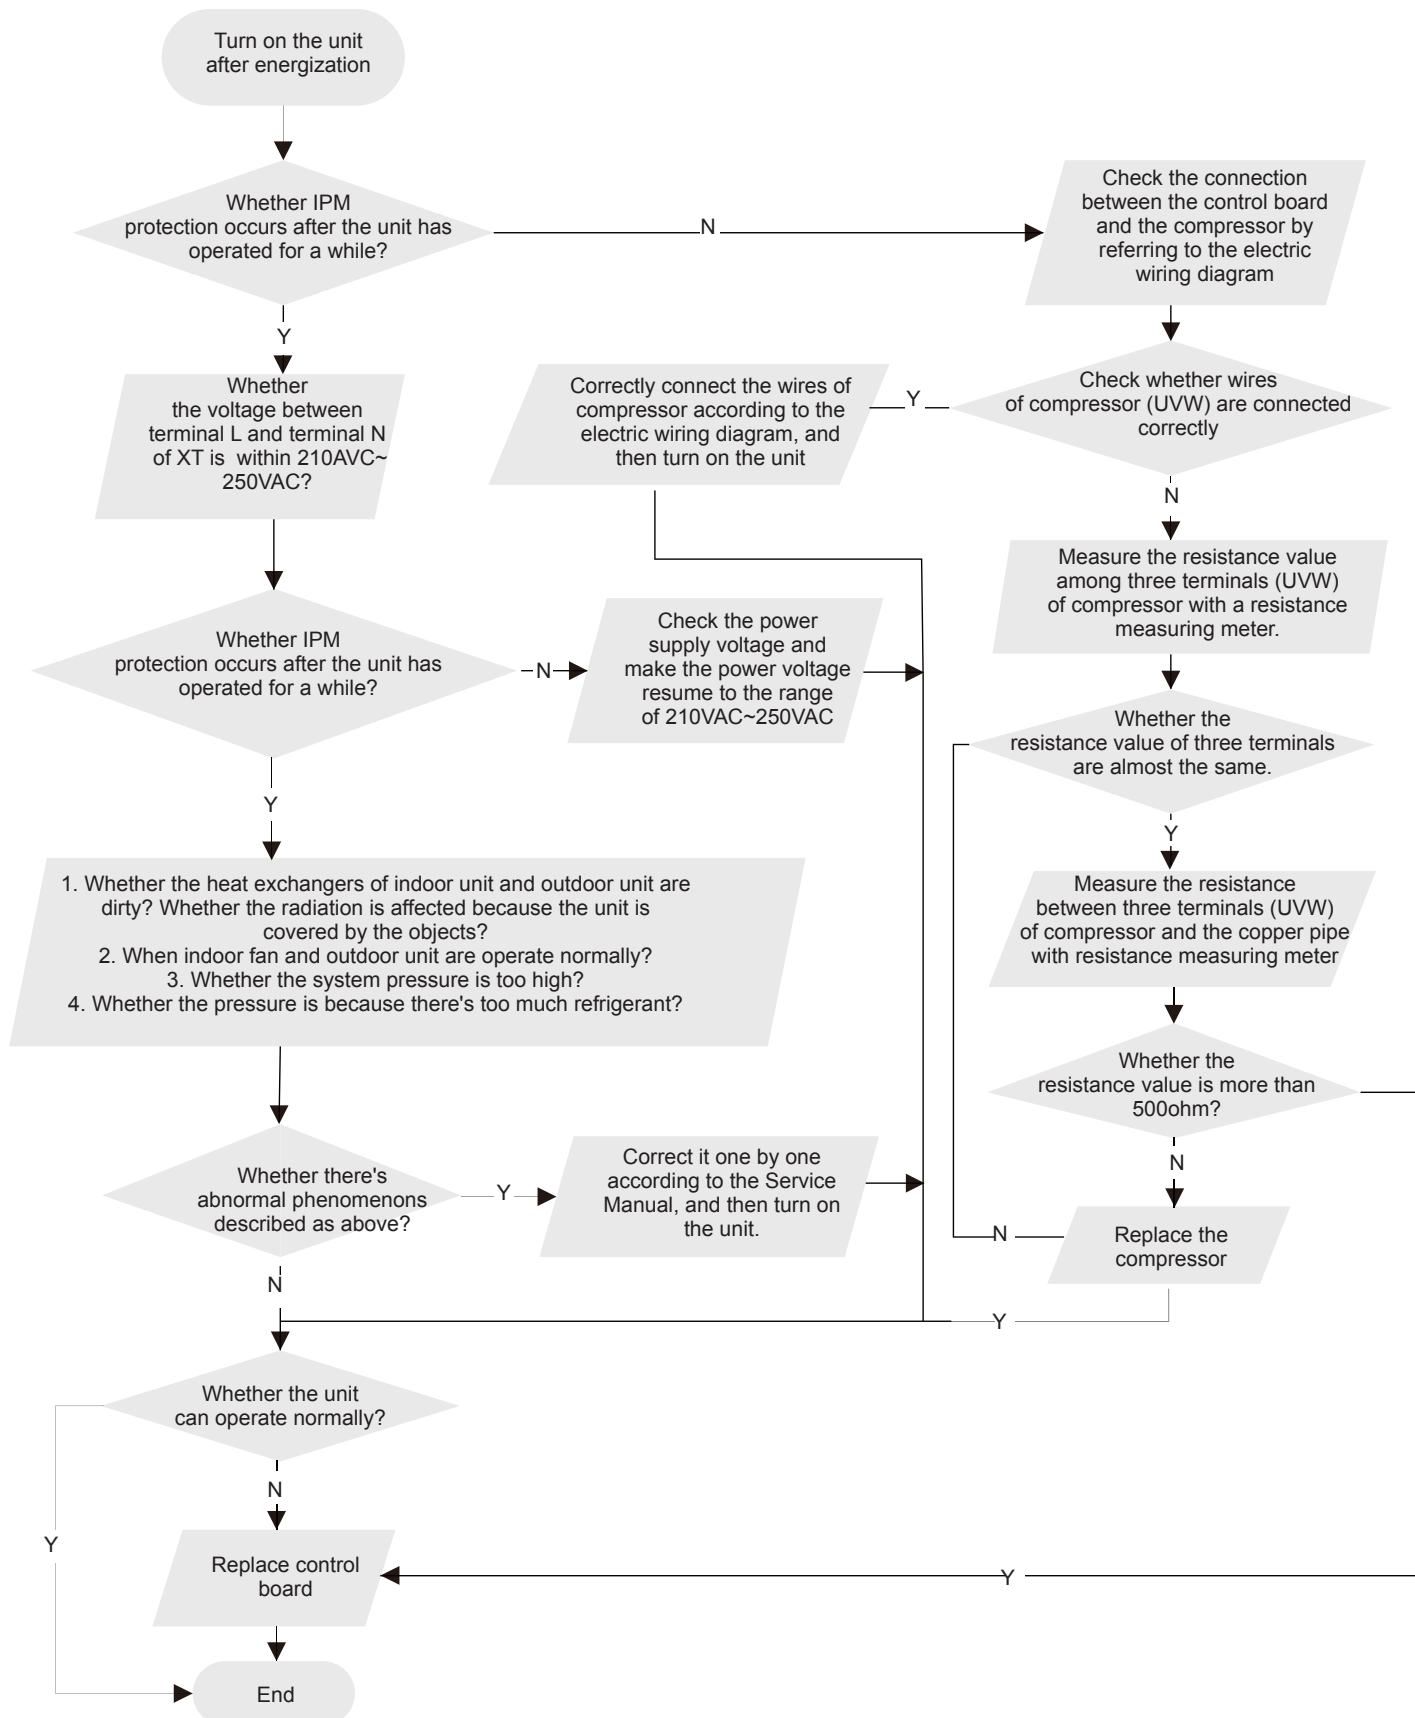 Turn on the unit
after energization
Whether IPM
protection occurs after the unit has
operated for a while?
N
Check the connection
between the control board
and the compressor by
referring to the electric
wiring diagram
Y
Whether
the voltage between
terminal L and terminal N
of XT is within 210AVC~
250VAC?
Correctly connect the wires of
compressor according to the
electric wiring diagram, and
then turn on the unit
Y
Check whether wires
of compressor (UVW) are connected
correctly
N
Measure the resistance value
among three terminals (UVW)
of compressor with a resistance
measuring meter.
Whether IPM
protection occurs after the unit has
operated for a while?
N
Check the power
supply voltage and
make the power voltage
resume to the range
of 210VAC~250VAC
Whether the
resistance value of three terminals
are almost the same.
Y
Y
1. Whether the heat exchangers of indoor unit and outdoor unit are
dirty? Whether the radiation is affected because the unit is
covered by the objects?
2. When indoor fan and outdoor unit are operate normally?
3. Whether the system pressure is too high?
4. Whether the pressure is because there's too much refrigerant?
Measure the resistance
between three terminals (UVW)
of compressor and the copper pipe
with resistance measuring meter
Whether the
resistance value is more than
500ohm?
N
Whether there's
abnormal phenomenons
described as above?
Y
Correct it one by one
according to the Service
Manual, and then turn on
the unit.
N
Replace the
compressor
N
Y
Whether the unit
can operate normally?
N
Y
Replace control
board
Y
End